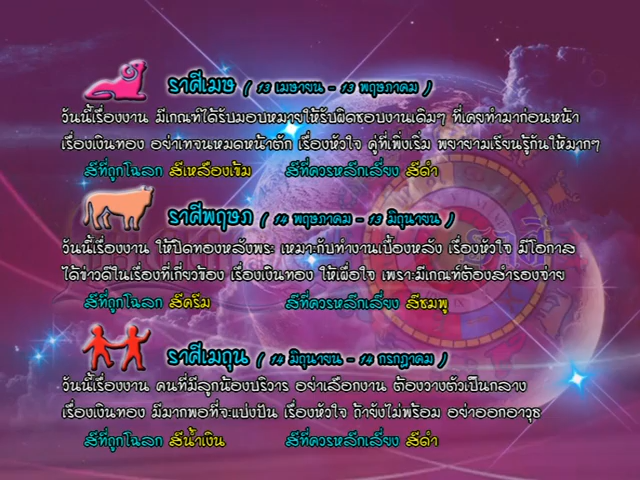 ราศีเมษ ( 13 เมษายน - 13 พฤษภาคม )
วันนี้เรื่องงาน มีเกณฑ์ได้รับมอบหมายให้รับผิดชอบงานเดิมๆ ที่เคยทำมาก่อนหน้า
เรื่องเงินทอง อย่าเทจนหมดหน้าตัก เรื่องหัวใจ คู่ที่เพิ่งเริ่ม พยายามเรียนรู้กันให้มากๆ
สีที่ถูกโฉลก สีเหลืองเข้ม สีที่ควรหลีกเลี่ยง สีดำ
ราศีพฤษภ ( 14 พฤษภาคม - 13 มิถุนายน )
วันนี้เรื่องงาน ให้ปิดทองหลังพระ เหมาะกับทำงานเบื้องหลัง เรื่องหัวใจ มีโอกาส
ได้ข่าวดีในเรื่องที่เกี่ยวข้อง เรื่องเงินทอง ให้เผื่อใจ เพราะมีเกณฑ์ต้องสำรองจ่าย
สีที่ถูกโฉลก สีครีม สีที่ควรหลีกเลี่ยง สีชมพู
ราศีเมถุน ( 14 มิถุนายน - 14 กรกฎาคม )
วันนี้เรื่องงาน คนที่มีลูกน้องบริวาร อย่าเลือกงาน ต้องวางตัวเป็นกลาง
เรื่องเงินทอง มีมากพอที่จะแบ่งปัน เรื่องหัวใจ ถ้ายังไม่พร้อม อย่าออกอาวุธ
สีที่ถูกโฉลก สีน้ำเงิน สีที่ควรหลีกเลี่ยง สีดำ